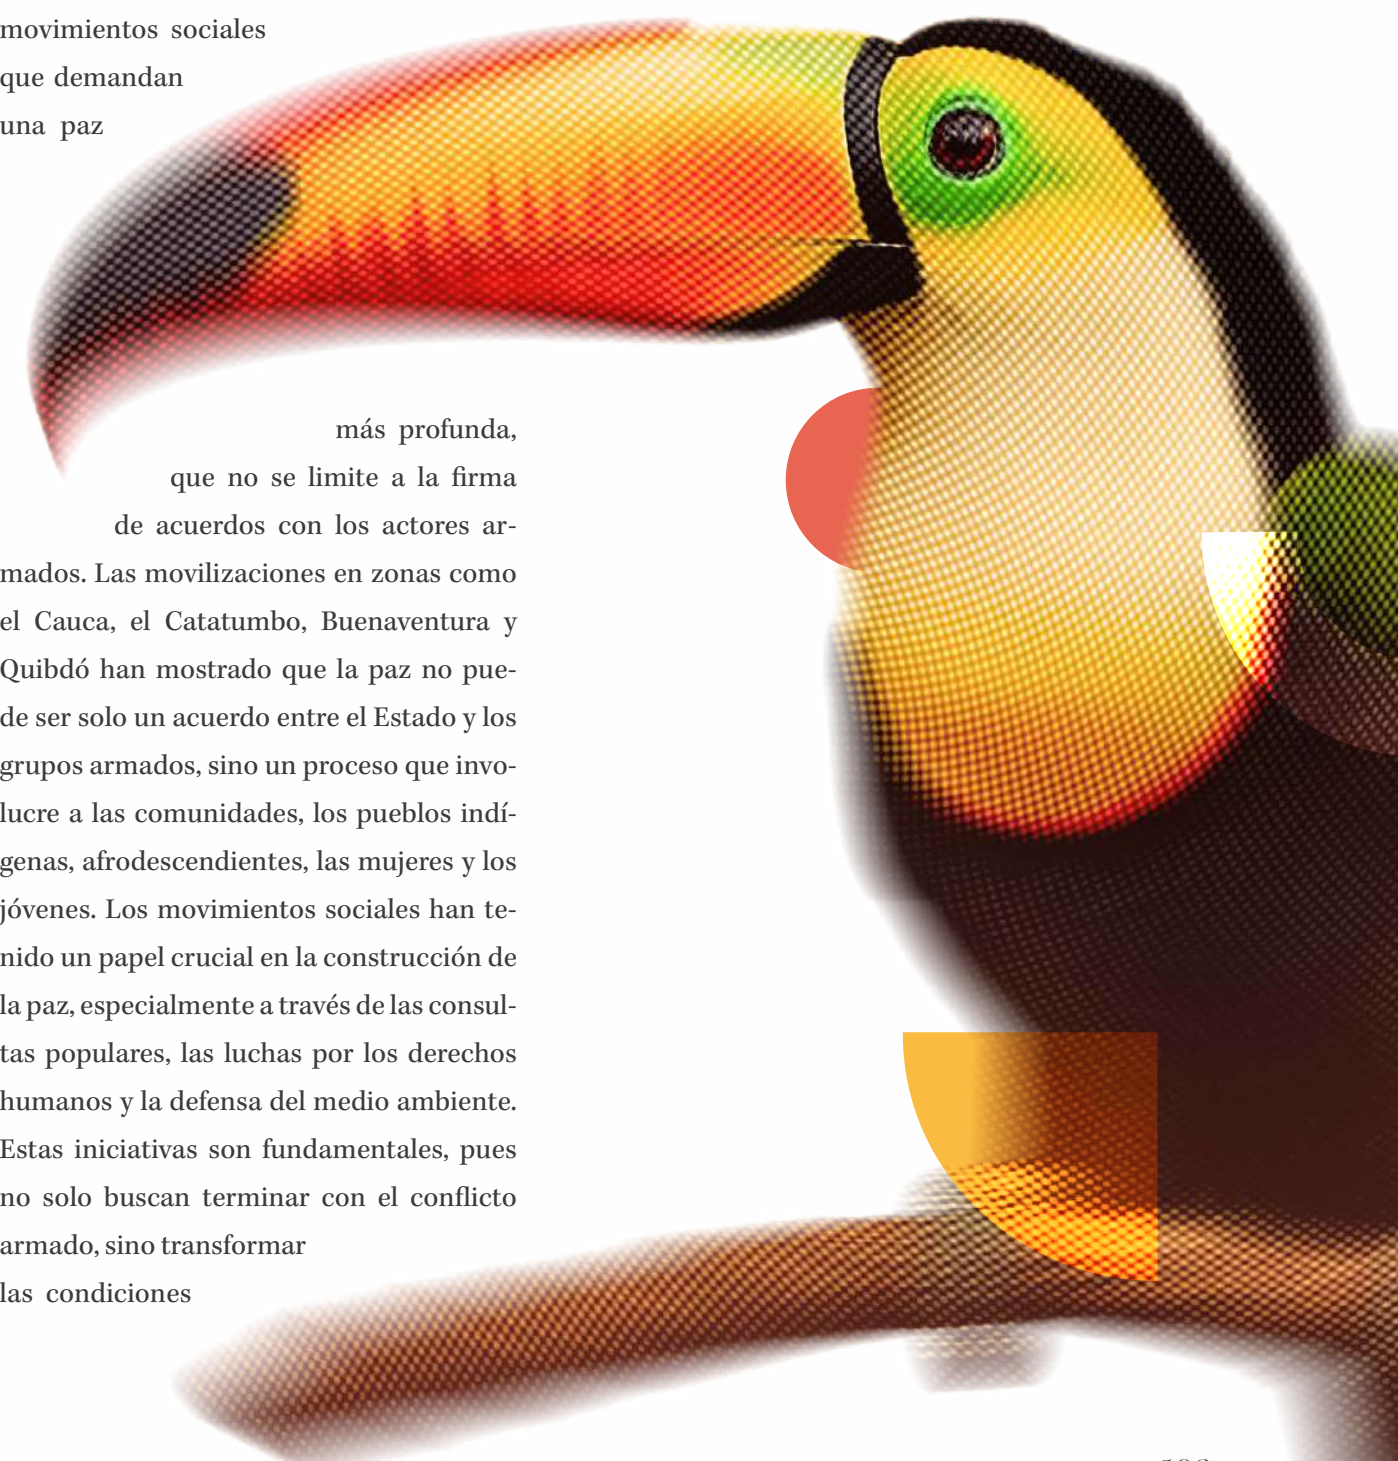 movimientos sociales
que demandan
una paz
más profunda,
que no se limite a la firma
de acuerdos con los actores ar-
mados. Las movilizaciones en zonas como
el Cauca, el Catatumbo, Buenaventura y
Quibdó han mostrado que la paz no pue-
de ser solo un acuerdo entre el Estado y los
grupos armados, sino un proceso que invo-
lucre a las comunidades, los pueblos indí-
genas, afrodescendientes, las mujeres y los
jóvenes. Los movimientos sociales han te-
nido un papel crucial en la construcción de
la paz, especialmente a través de las consul-
tas populares, las luchas por los derechos
humanos y la defensa del medio ambiente.
Estas iniciativas son fundamentales, pues
no solo buscan terminar con el conflicto
armado, sino transformar
las condiciones